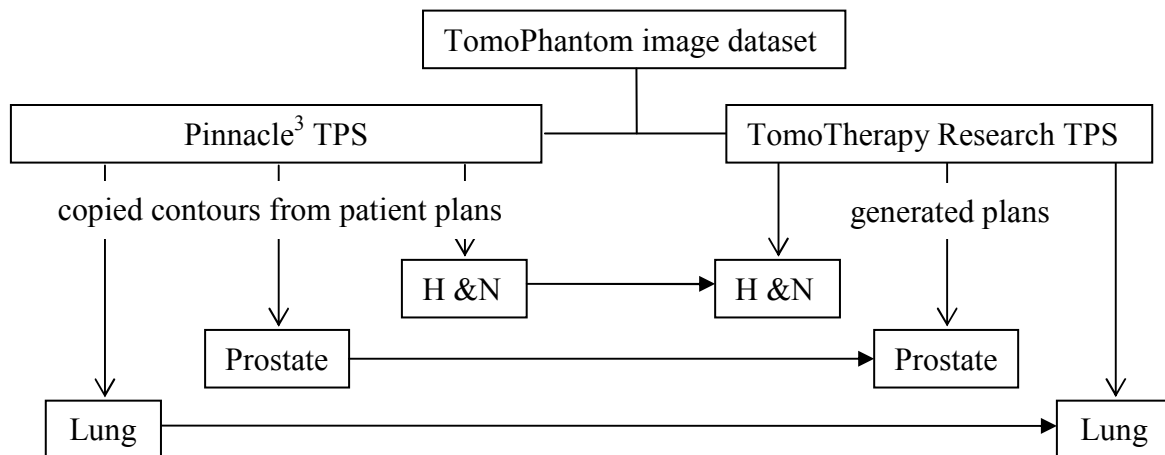 TomoPhantom image dataset
Pinnacle³ TPS
TomoTherapy Research TPS
copied contours from patient plans
generated plans
H &N
H &N
Prostate
Prostate
Lung
Lung